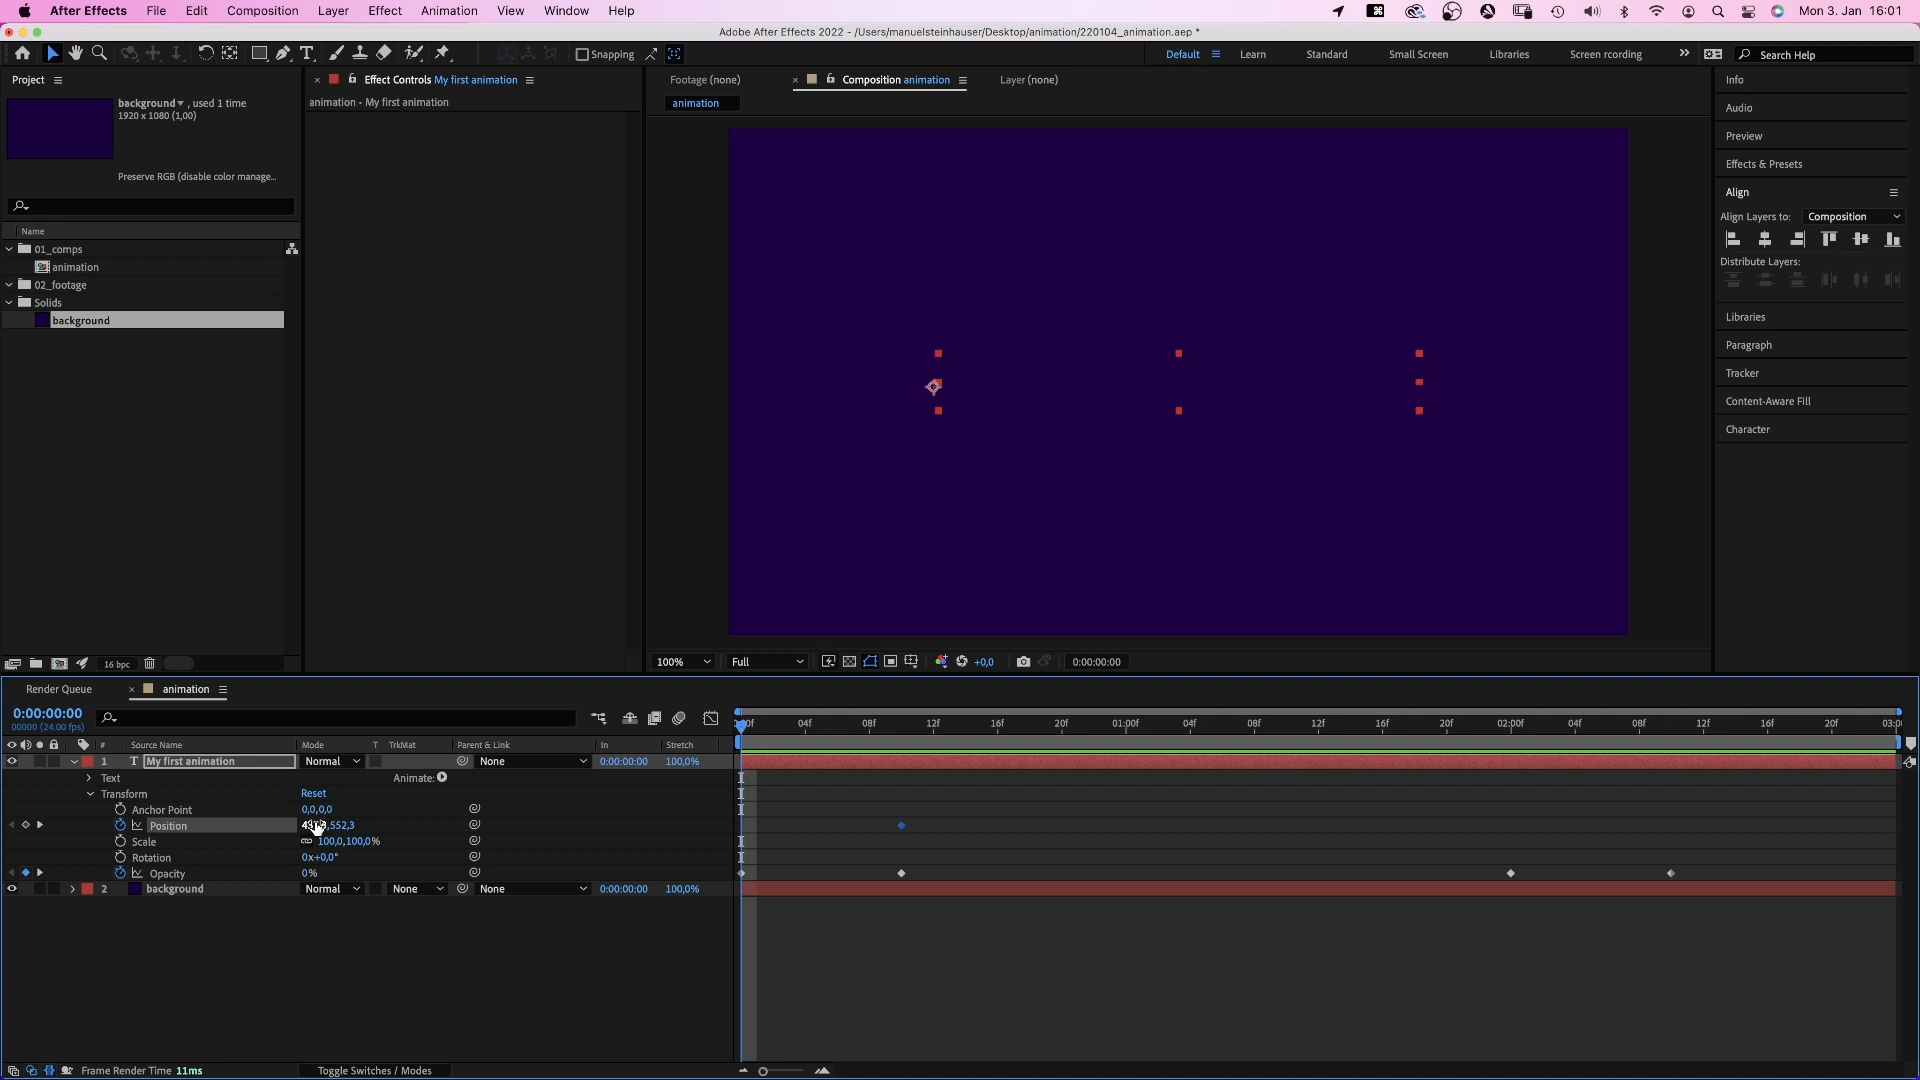 After Effects File Edit Composition Layer Effect Animation View Window Help Mon 3. Jan 16:01
Adobe After Effects 2022 - /Users/manuelsteinhauser/Desktop/animation/220104_animation.aep *
Snapping Default Learn Standard Small Screen Libraries Screen recording Search Help
Project Effect Controls My first animation Footage (none) Composition animation Layer (none) Info
background , used 1 time
1920 x 1080 (1,00)
animation - My first animation
animation
Audio
Preview
Effects & Presets
Preserve RGB (disable color manage...
Align
Align Layers to: Composition
Distribute Layers:
Name
01_comps
animation
02_footage
Solids
background
Libraries
Paragraph
Tracker
Content-Aware Fill
Character
16 bpc
100% Full +0,0 0:00:00:00
Render Queue animation
0:00:00:00
00000 (24.00 fps)
04f 08f 12f 16f 20f 01:00f 04f 08f 12f 16f 20f 02:00f 04f 08f 12f 16f 20f
# Source Name Mode T TrkMat Parent & Link In Stretch
1 T My first animation Normal None 0:00:00:00 100,0%
Text Animate:
Transform Reset
Anchor Point 0,0,0,0
Position ,552,3
Scale 100,0,100,0%
Rotation 0x+0,0°
Opacity 0%
2 background Normal None None 0:00:00:00 100,0%
Frame Render Time 11ms Toggle Switches / Modes